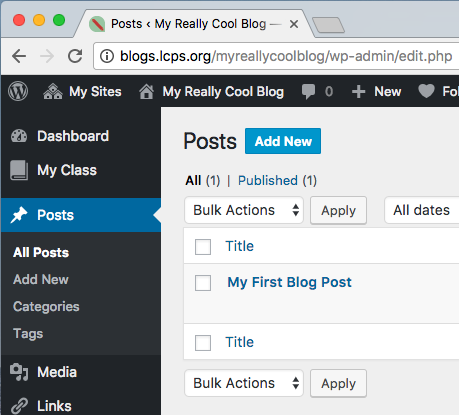 Posts ‹ My Really Cool Blog —
blogs.lcps.org/myreallycoolblog/wp-admin/edit.php
My Sites My Really Cool Blog 0 New Fol
Dashboard
My Class
Posts
All Posts
Add New
Categories
Tags
Media
Links
Posts Add New
All (1) | Published (1)
Bulk Actions Apply All dates
Title
My First Blog Post
Title
Bulk Actions Apply